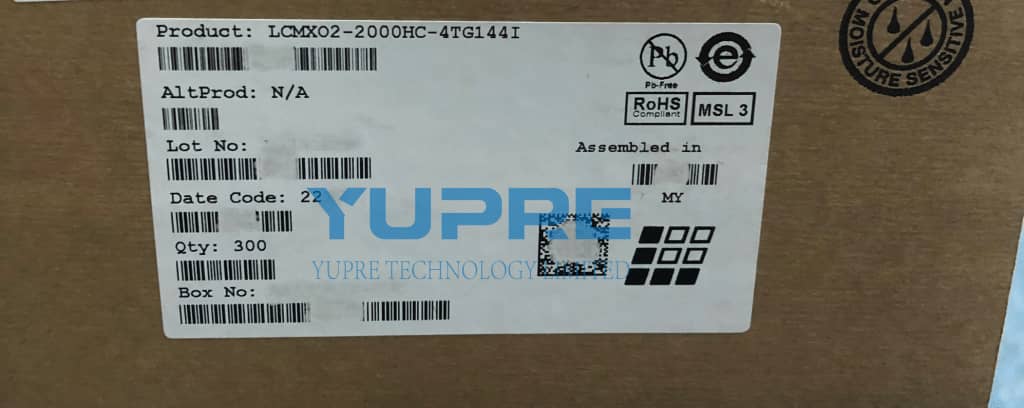 Product: LCMXO2-2000HC-4TG144I
AltProd: N/A
Lot No:
Date Code: 22
Qty: 300
Box No:
Pb
Pb-Free
e
RoHS
Compliant
MSL 3
Assembled in
MY
MOISTURE SENSITIVE
YUPRE
YUPRE TECHNOLOGY LIMITED